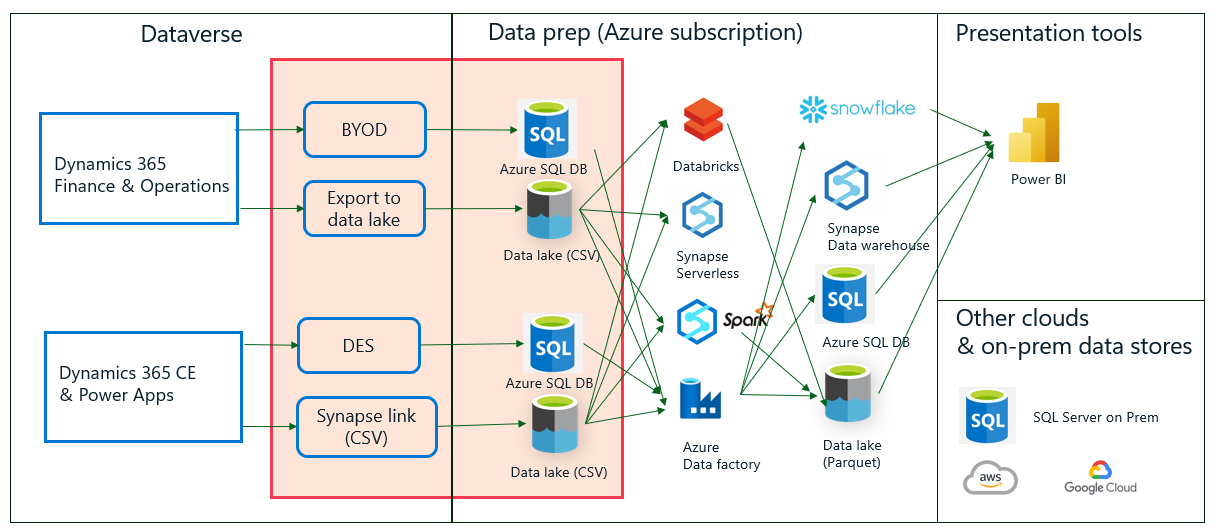 Dataverse
Data prep (Azure subscription)
Presentation tools
Dynamics 365
Finance & Operations
BYOD
Export to
data lake
SQL
Azure SQL DB
Data lake (CSV)
Dynamics 365 CE
& Power Apps
DES
Synapse link
(CSV)
SQL
Azure SQL DB
Data lake (CSV)
Databricks
Synapse
Serverless
Spark
Azure
Data factory
snowflake
Synapse
Data warehouse
SQL
Azure SQL DB
Data lake
(Parquet)
Power BI
Other clouds
& on-prem data stores
SQL
SQL Server on Prem
aws
Google Cloud